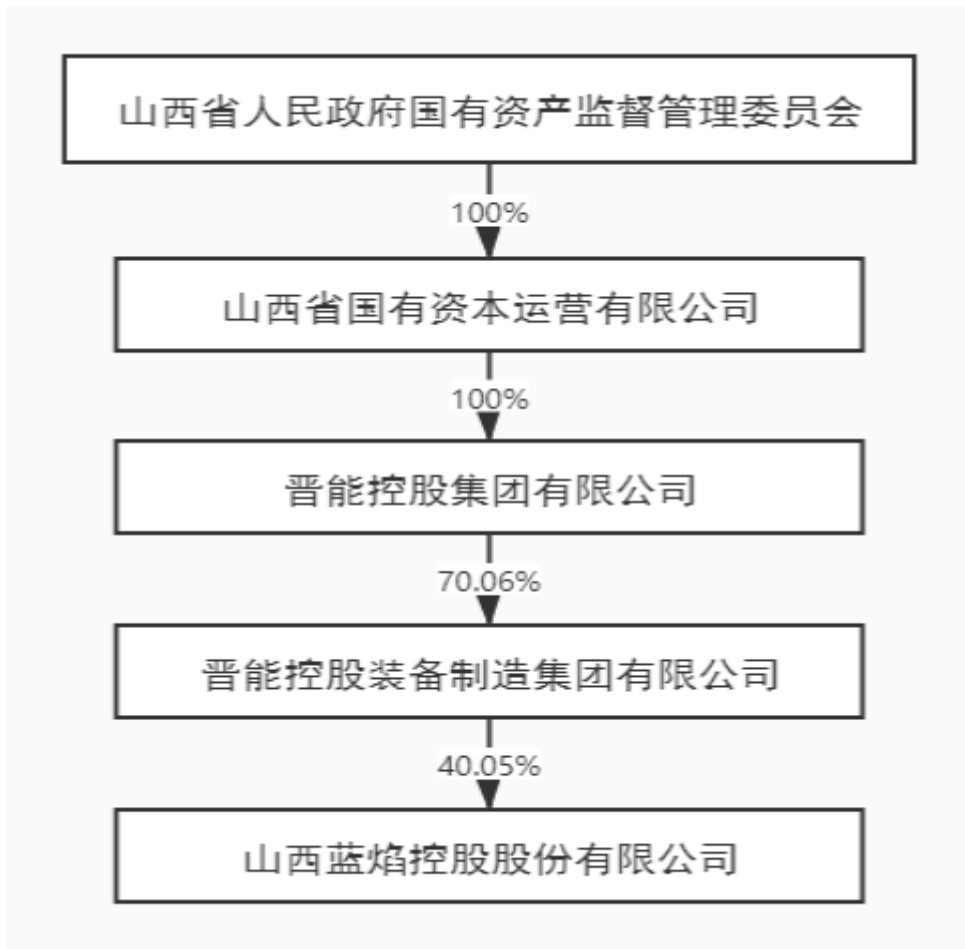 山西省人民政府国有资产监督管理委员会
100%
山西省国有资本运营有限公司
100%
晋能控股集团有限公司
70.06%
晋能控股装备制造集团有限公司
40.05%
山西蓝焰控股股份有限公司